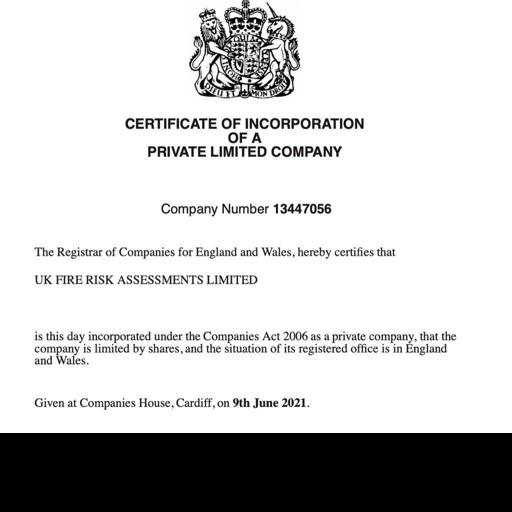 DIEU ET MON DROIT
CERTIFICATE OF INCORPORATION
OF A
PRIVATE LIMITED COMPANY
Company Number 13447056
The Registrar of Companies for England and Wales, hereby certifies that
UK FIRE RISK ASSESSMENTS LIMITED
is this day incorporated under the Companies Act 2006 as a private company, that the
company is limited by shares, and the situation of its registered office is in England
and Wales.
Given at Companies House, Cardiff, on 9th June 2021.